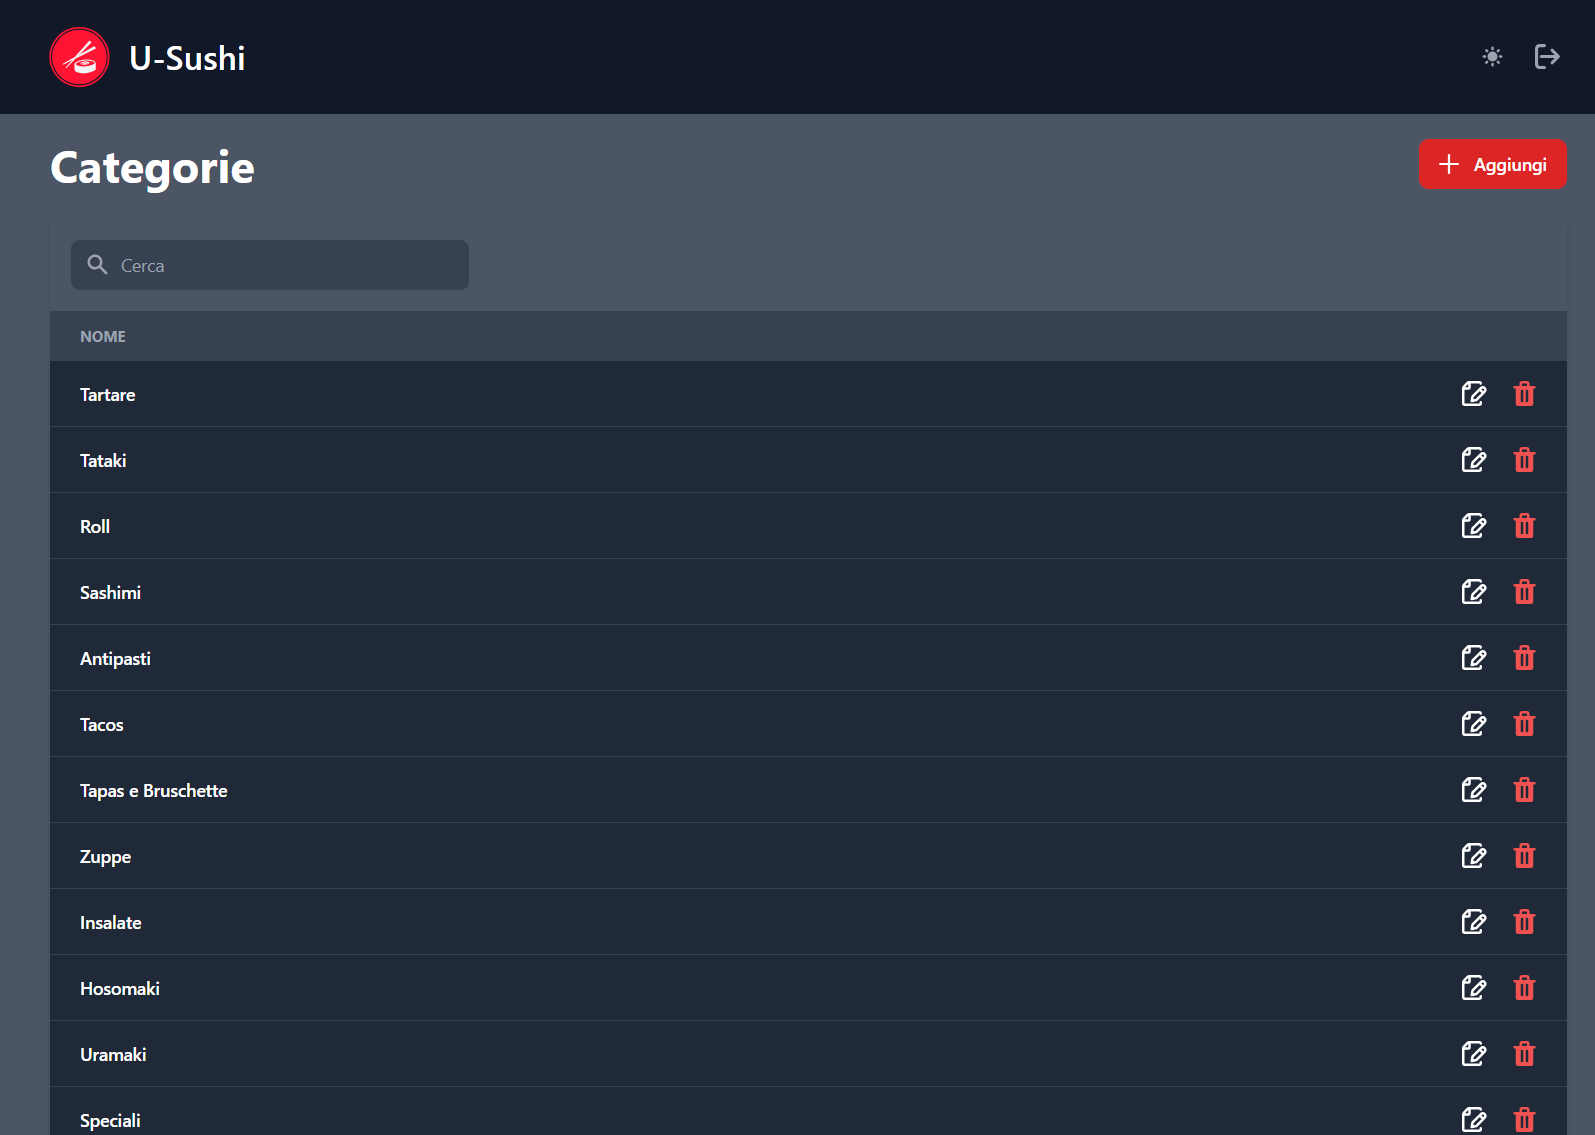 U-Sushi
Categorie
Aggiungi
Cerca
NOME
Tartare
Tataki
Roll
Sashimi
Antipasti
Tacos
Tapas e Bruschette
Zuppe
Insalate
Hosomaki
Uramaki
Speciali